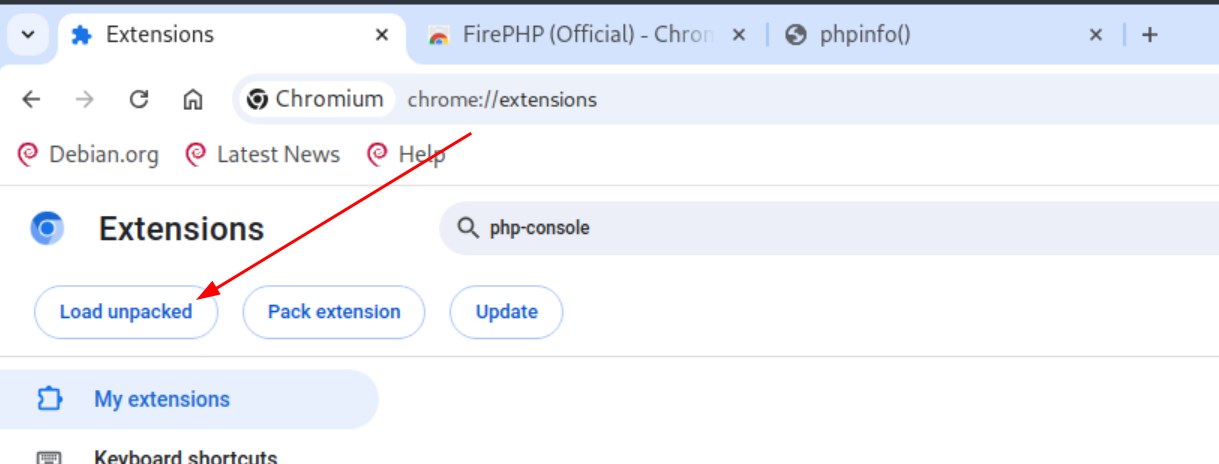 Extensions
FirePHP (Official) - Chron
phpinfo()
Chromium
chrome://extensions
Debian.org
Latest News
Help
Extensions
php-console
Load unpacked
Pack extension
Update
My extensions
Keyboard shortcuts